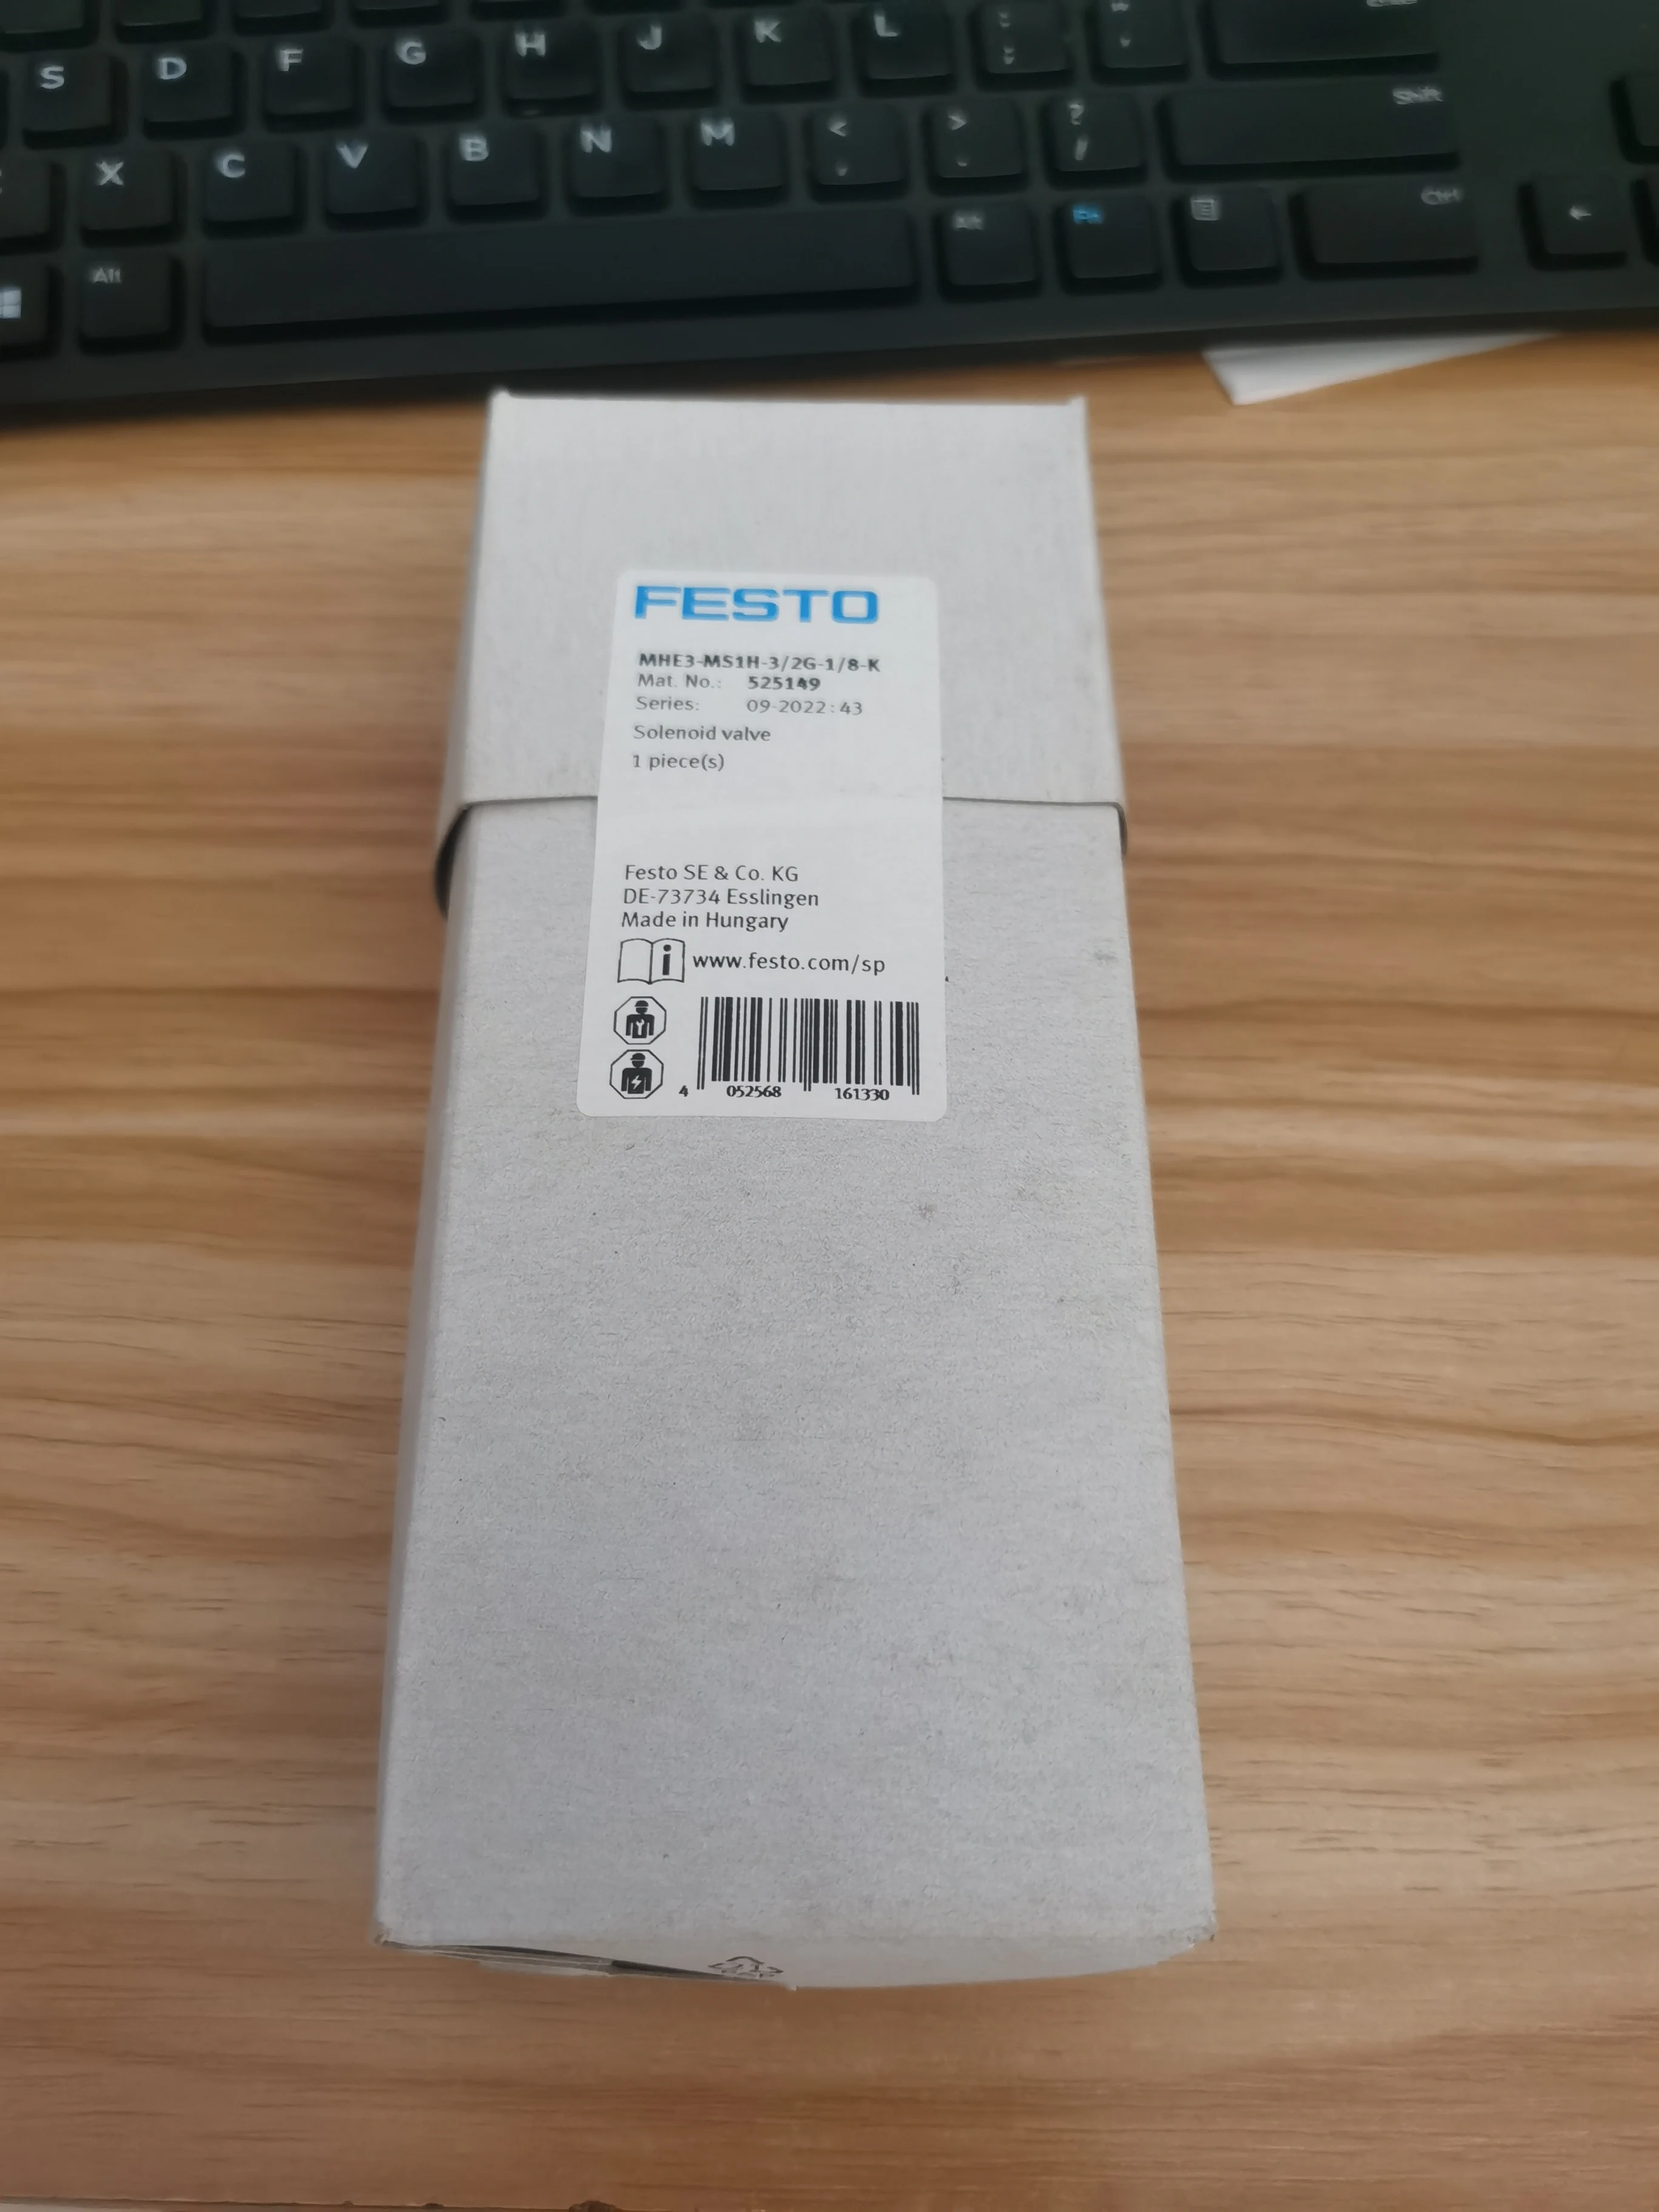 S D F G H J K L : ;
X C V B N M < , > . ? / Shift
Alt Alt Fn Ctrl
FESTO
MHE3-MS1H-3/2G-1/8-K
Mat. No.: 525149
Series: 09-2022:43
Solenoid valve
1 piece(s)
Festo SE & Co. KG
DE-73734 Esslingen
Made in Hungary
i www.festo.com/sp
4 052568 161330